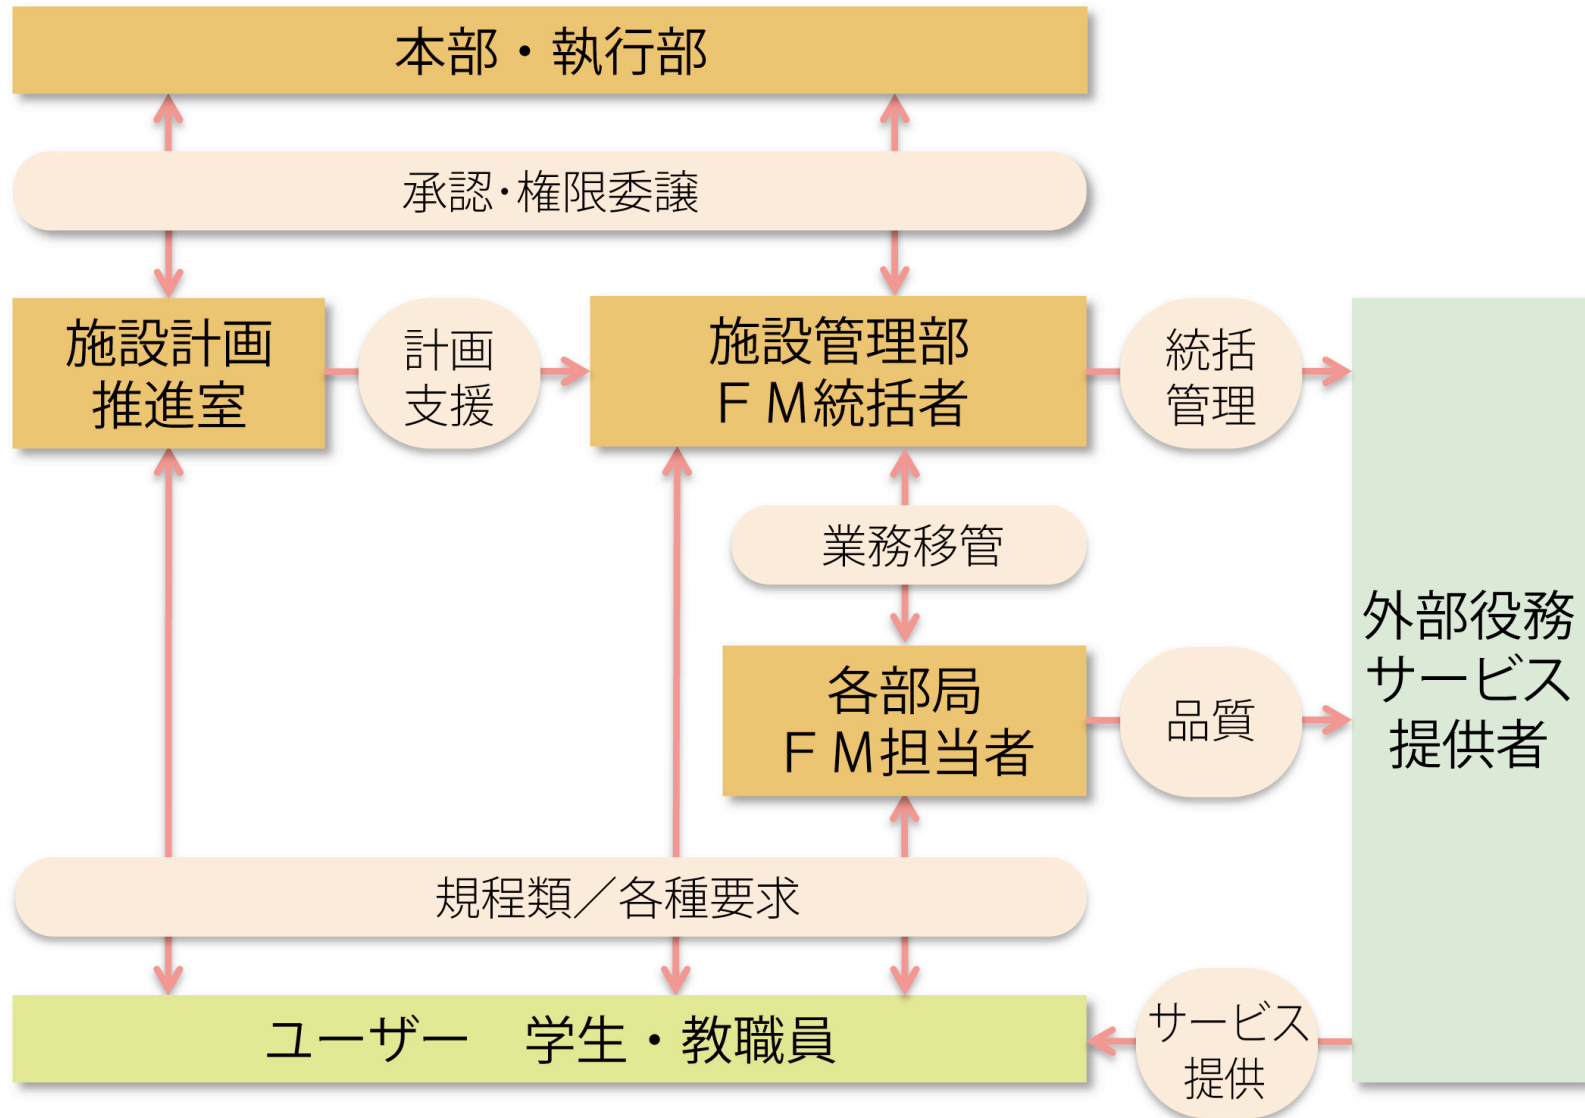 本部・執行部
承認・権限委譲
施設計画
推進室
計画
支援
施設管理部
ＦＭ統括者
統括
管理
業務移管
各部局
ＦＭ担当者
品質
外部役務
サービス
提供者
規程類／各種要求
ユーザー　学生・教職員
サービス
提供